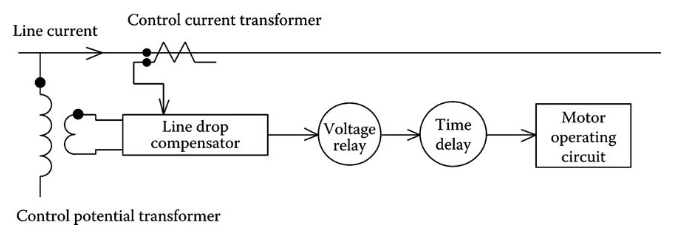 Control current transformer
Line current
Line drop
compensator
Voltage
relay
Time
delay
Motor
operating
circuit
Control potential transformer